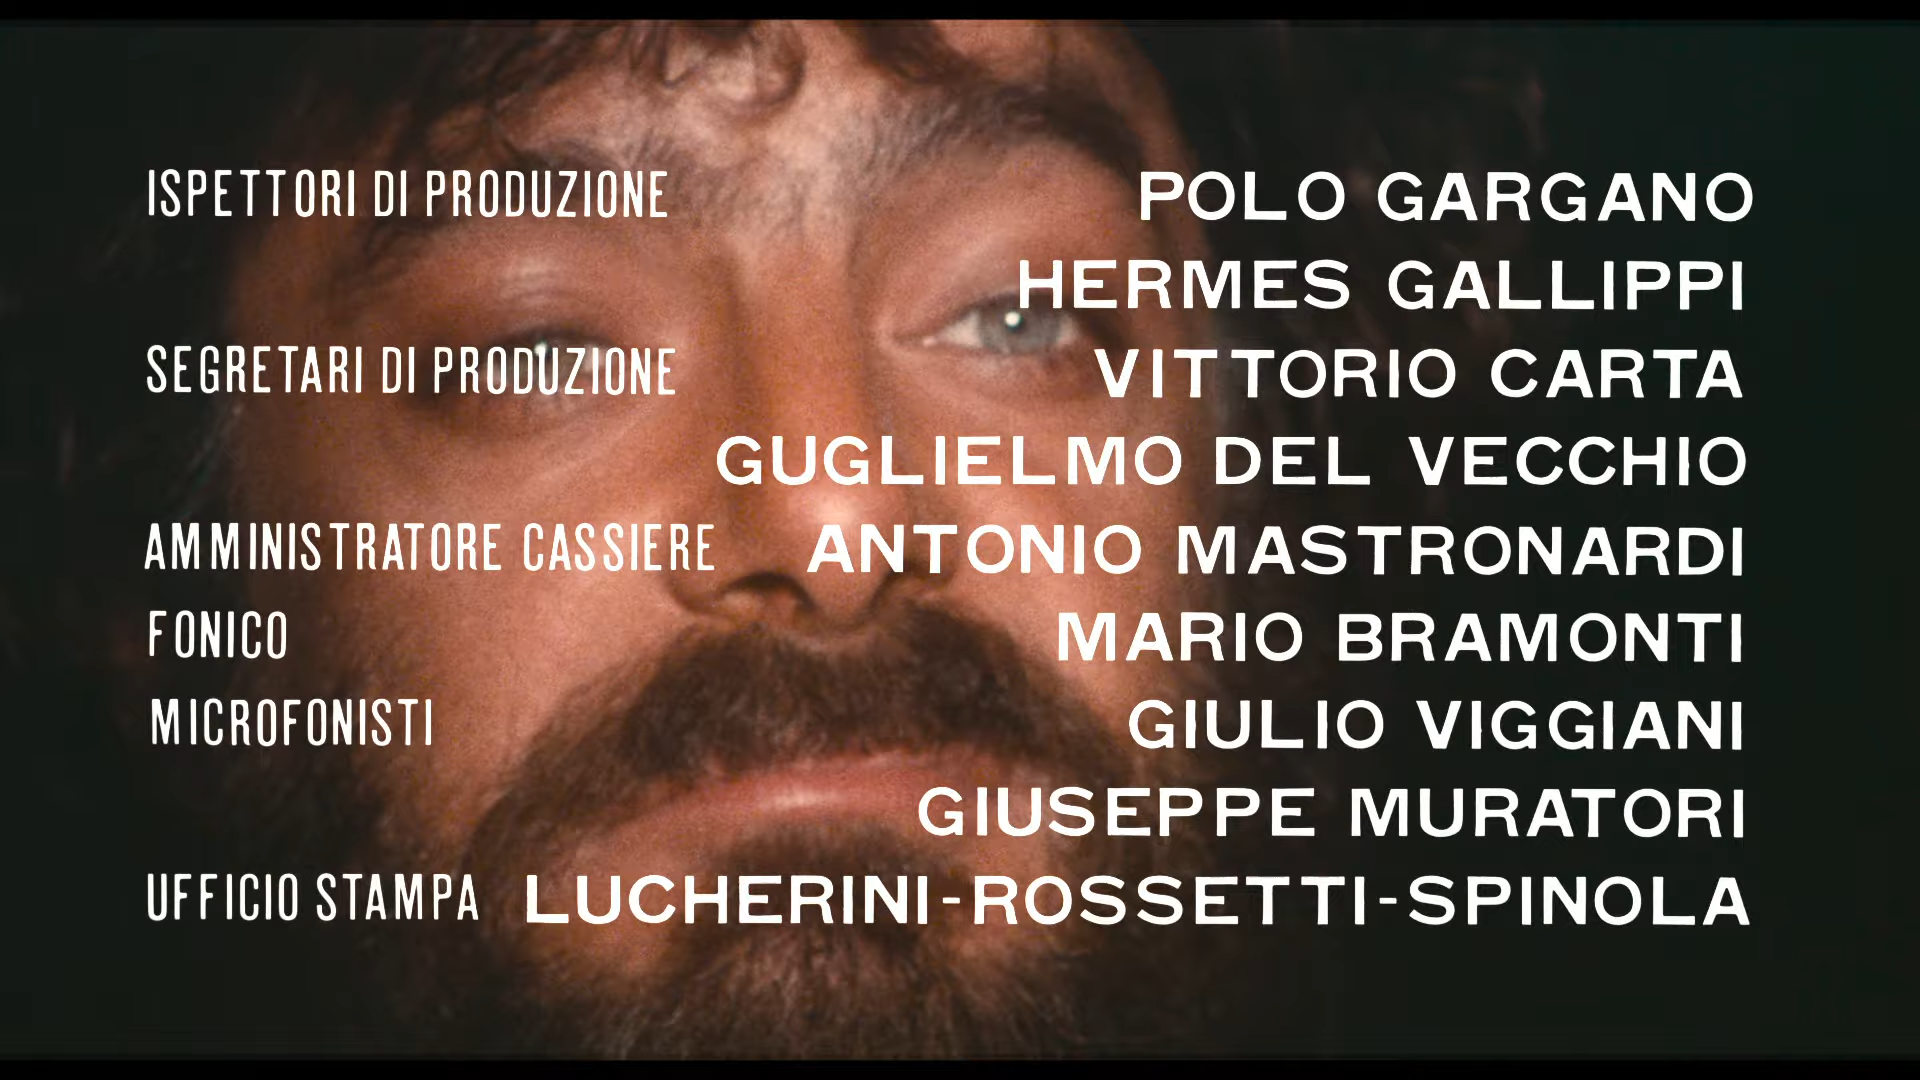 ISPETTORI DI PRODUZIONE POLO GARGANO
HERMES GALLIPPI
SEGRETARI DI PRODUZIONE VITTORIO CARTA
GUGLIELMO DEL VECCHIO
AMMINISTRATORE CASSIERE ANTONIO MASTRONARDI
FONICO MARIO BRAMONTI
MICROFONISTI GIULIO VIGGIANI
GIUSEPPE MURATORI
UFFICIO STAMPA LUCHERINI-ROSSETTI-SPINOLA